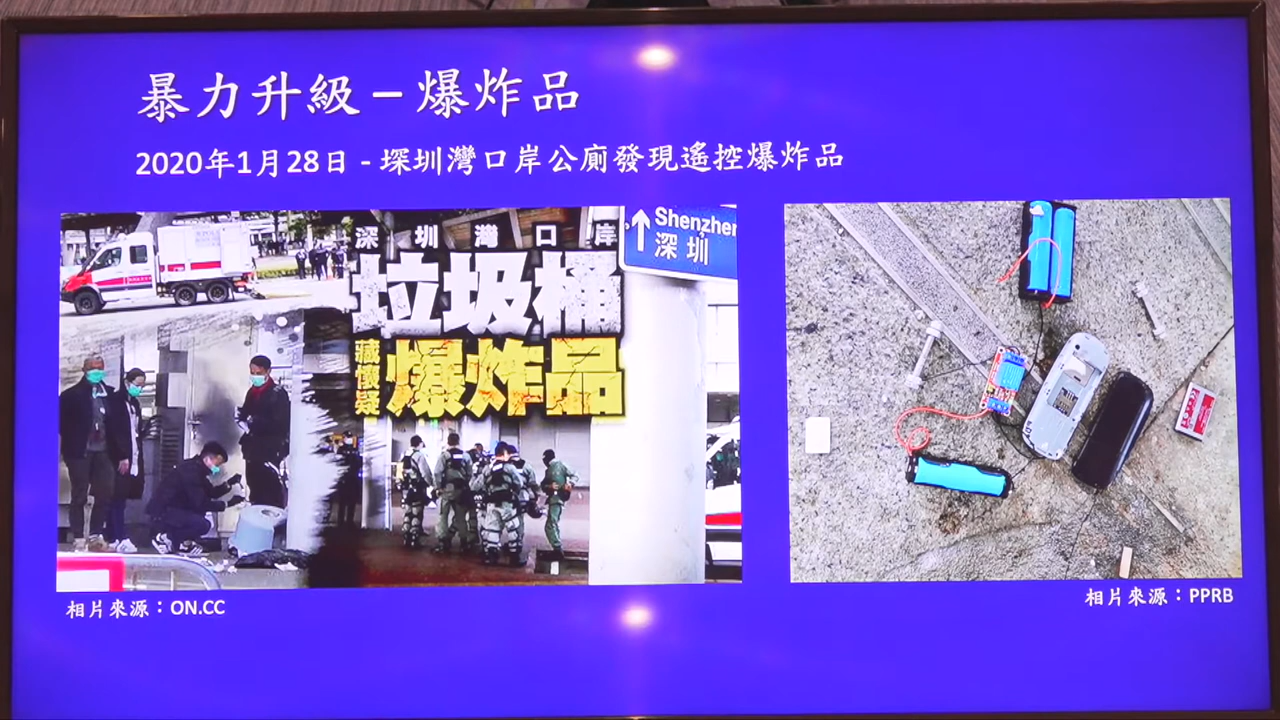 暴力升級 – 爆炸品
2020年1月28日 - 深圳灣口岸公廁發現遙控爆炸品
深圳灣口岸
垃圾桶
藏懷疑
爆炸品
Shenzhen
深圳
相片來源：ON.CC
相片來源：PPRB